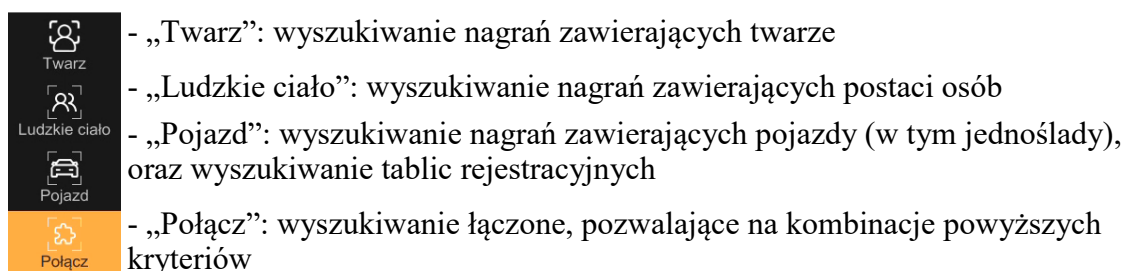 Twarz
- „Twarz”: wyszukiwanie nagrań zawierających twarze
Ludzkie ciało
- „Ludzkie ciało”: wyszukiwanie nagrań zawierających postaci osób
Pojazd
- „Pojazd”: wyszukiwanie nagrań zawierających pojazdy (w tym jednoślady),
oraz wyszukiwanie tablic rejestracyjnych
Połącz
- „Połącz”: wyszukiwanie łączone, pozwalające na kombinacje powyższych
kryteriów